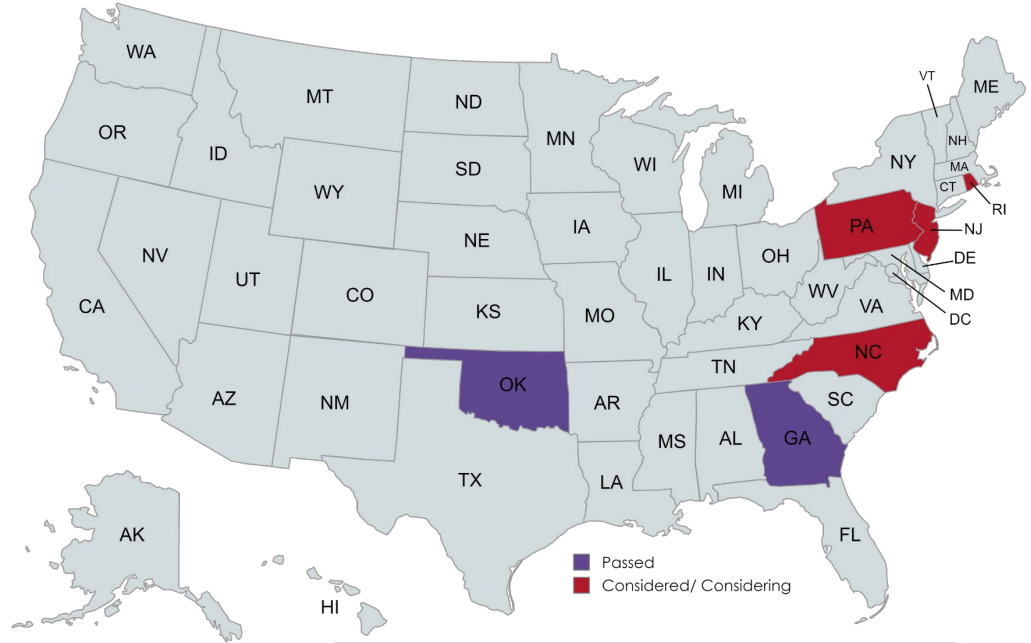 WA
VT
ME
MT
ND
OR
MN
NH
ID
SD
WI
NY
MA
MI
CT
WY
RI
IA
PA
NE
NJ
NV
OH
DE
UT
IL
IN
CO
WV
MD
CA
VA
KS
MO
DC
KY
NC
TN
OK
AZ
NM
AR
SC
MS
AL
GA
TX
LA
AK
FL
Passed
Considered/ Considering
HI